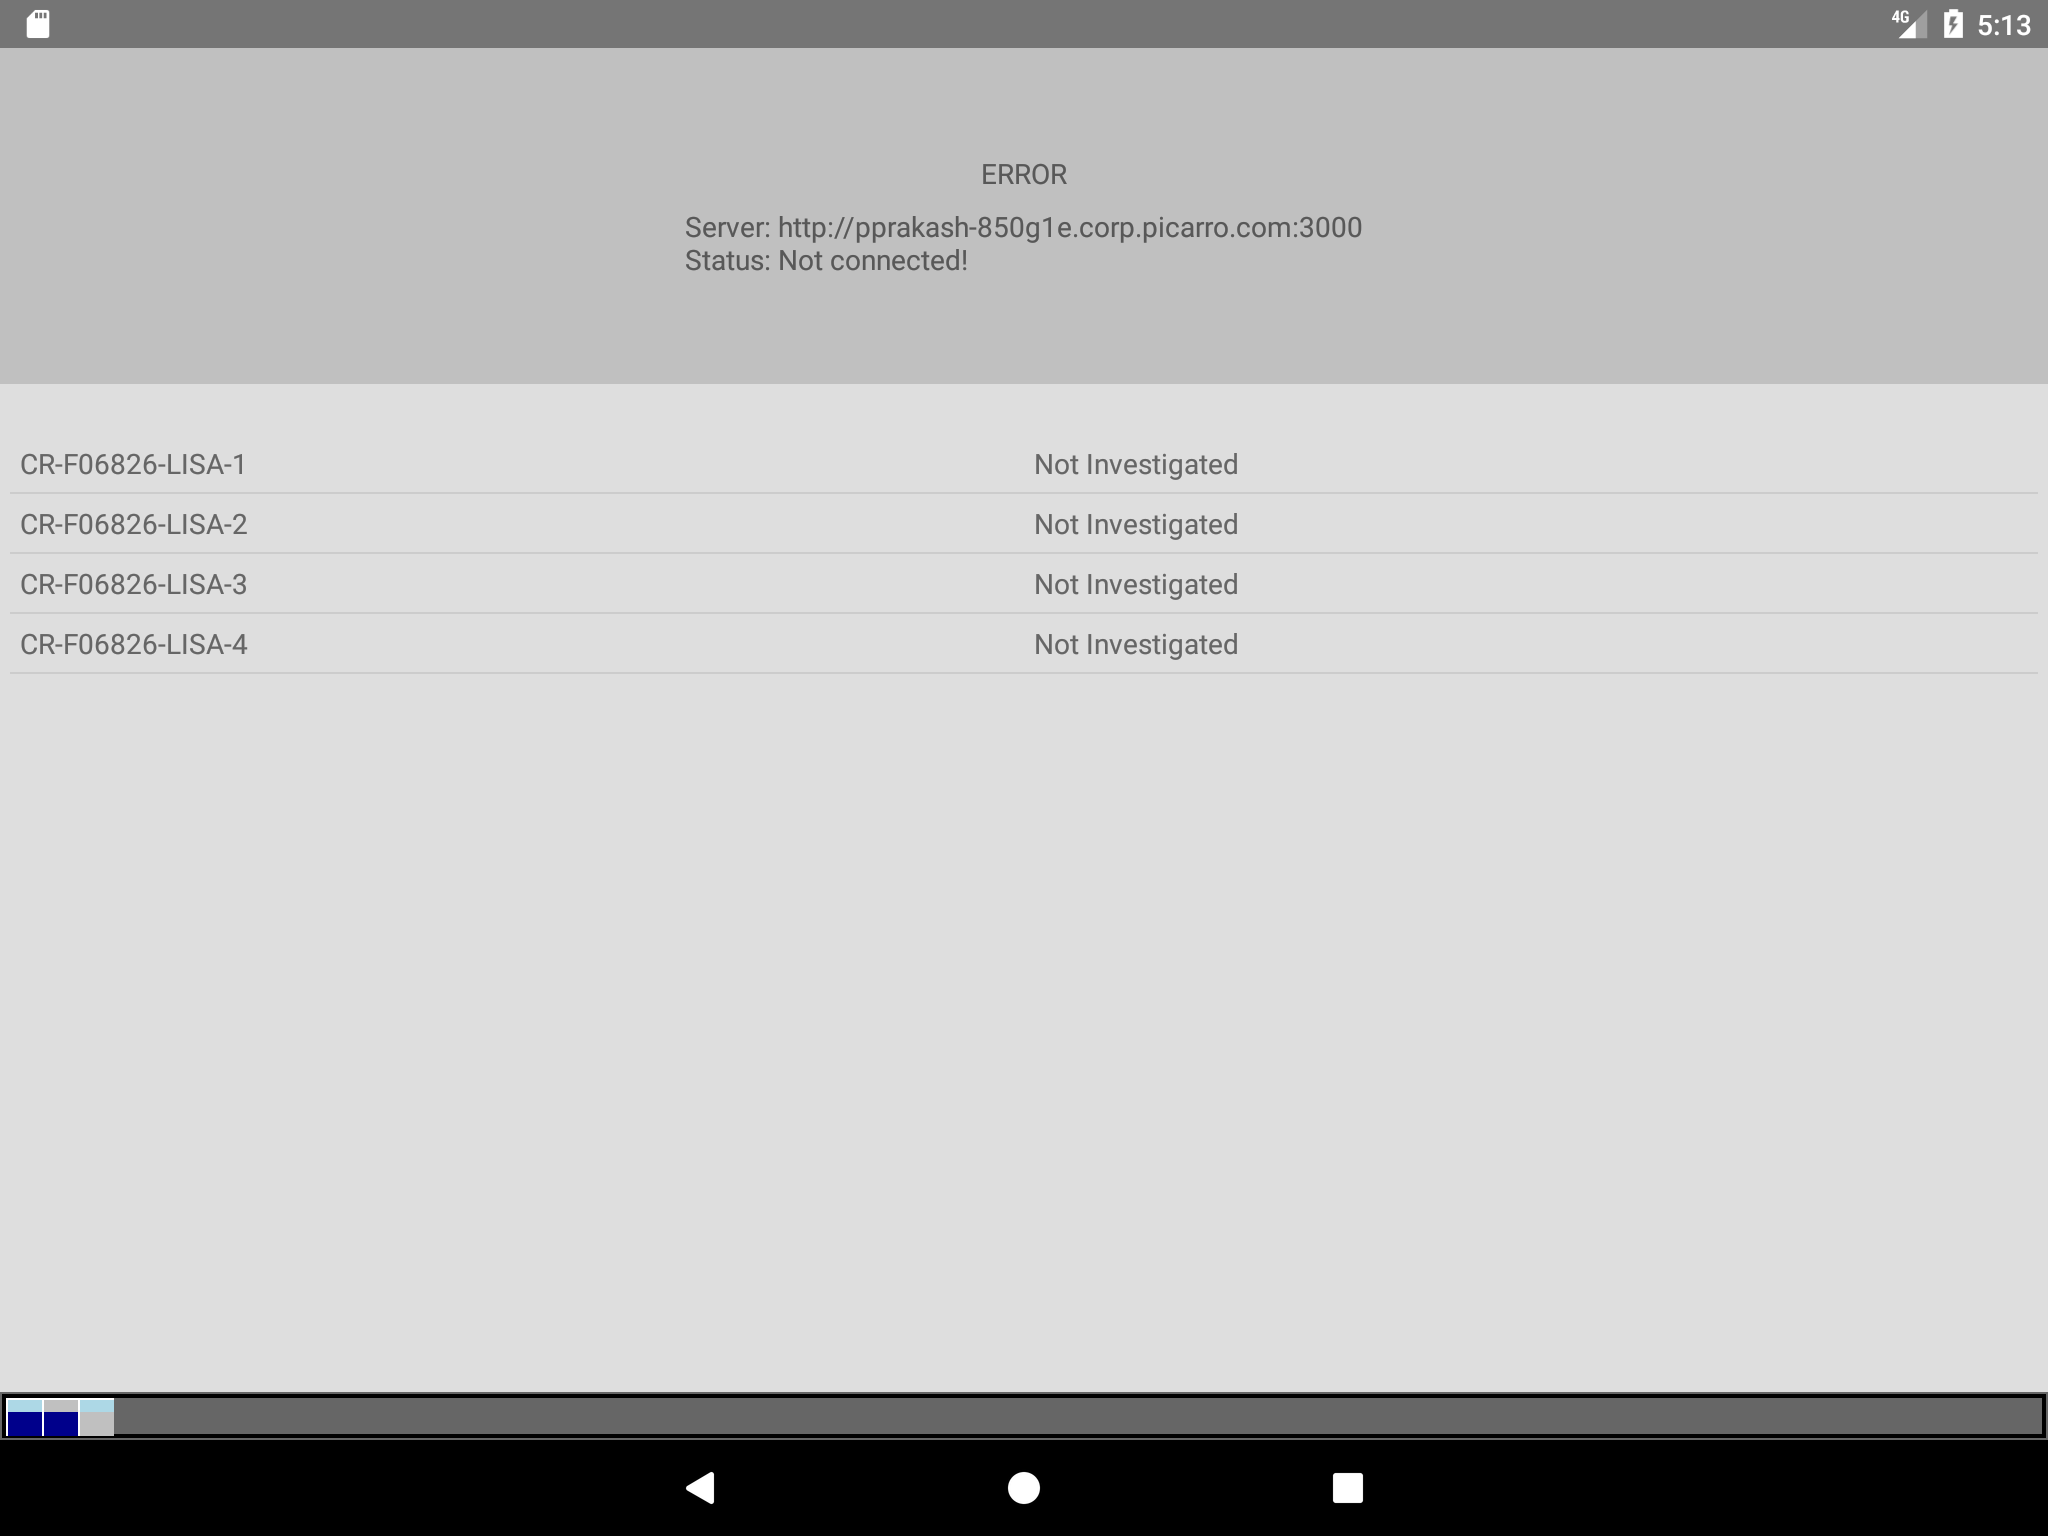 4G 5:13
ERROR
Server: http://pprakash-850g1e.corp.picarro.com:3000
Status: Not connected!
CR-F06826-LISA-1 Not Investigated
CR-F06826-LISA-2 Not Investigated
CR-F06826-LISA-3 Not Investigated
CR-F06826-LISA-4 Not Investigated